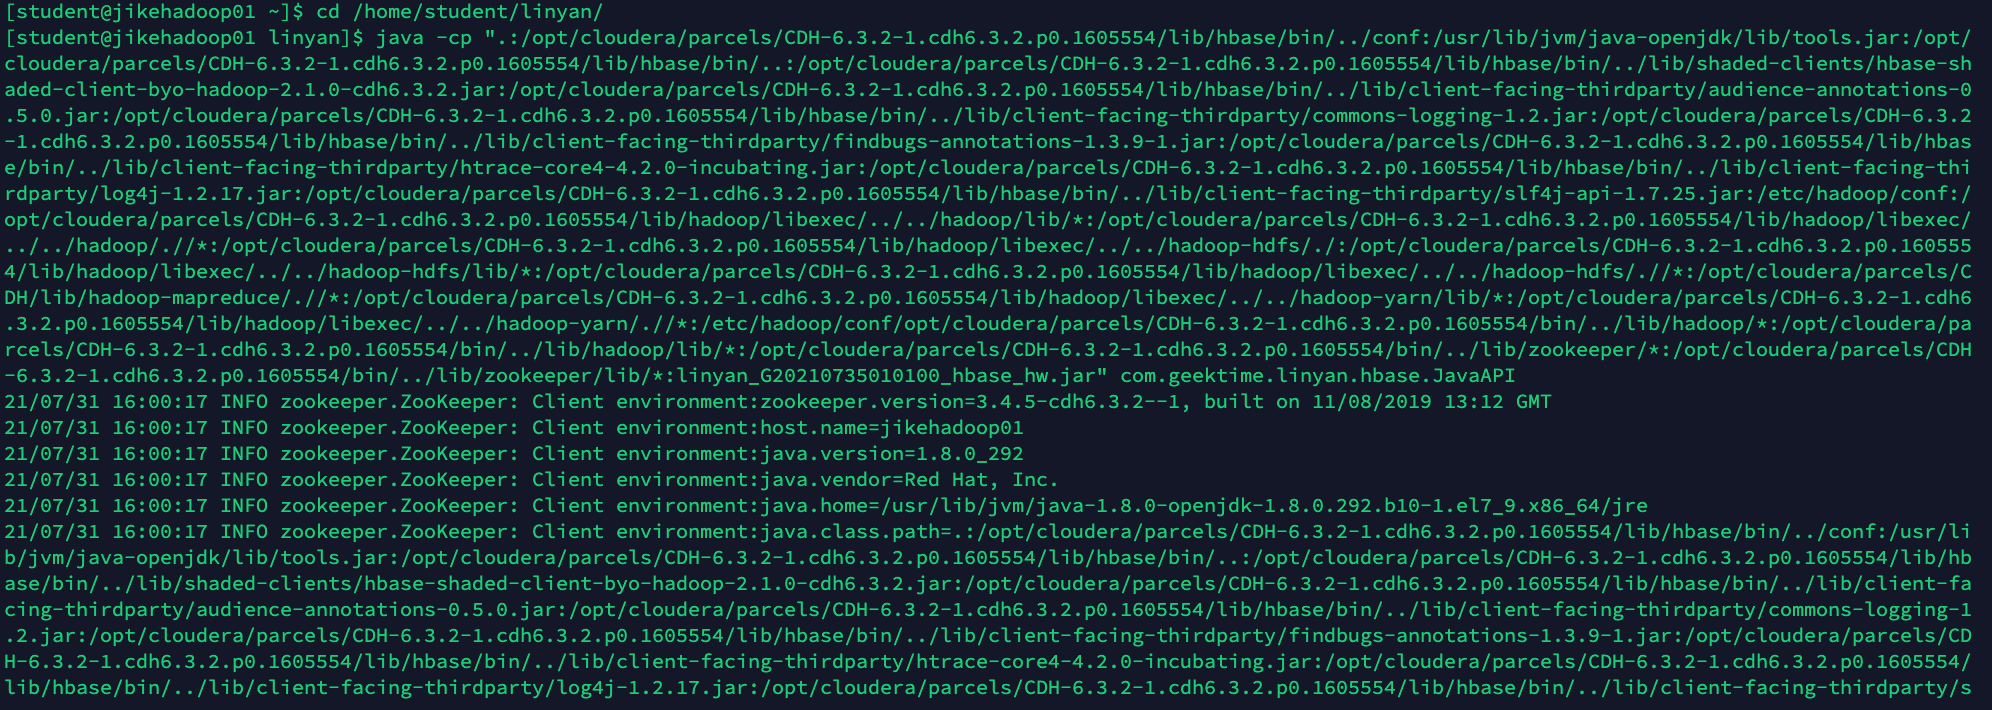 [student@jikehadoop01 ~]$ cd /home/student/linyan/
[student@jikehadoop01 linyan]$ java -cp ".:/opt/cloudera/parcels/CDH-6.3.2-1.cdh6.3.2.p0.1605554/lib/hbase/bin/../conf:/usr/lib/jvm/java-openjdk/lib/tools.jar:/opt/
cloudera/parcels/CDH-6.3.2-1.cdh6.3.2.p0.1605554/lib/hbase/bin/..:/opt/cloudera/parcels/CDH-6.3.2-1.cdh6.3.2.p0.1605554/lib/hbase/bin/../lib/shaded-clients/hbase-sh
aded-client-byo-hadoop-2.1.0-cdh6.3.2.jar:/opt/cloudera/parcels/CDH-6.3.2-1.cdh6.3.2.p0.1605554/lib/hbase/bin/../lib/client-facing-thirdparty/audience-annotations-0
.5.0.jar:/opt/cloudera/parcels/CDH-6.3.2-1.cdh6.3.2.p0.1605554/lib/hbase/bin/../lib/client-facing-thirdparty/commons-logging-1.2.jar:/opt/cloudera/parcels/CDH-6.3.2
-1.cdh6.3.2.p0.1605554/lib/hbase/bin/../lib/client-facing-thirdparty/findbugs-annotations-1.3.9-1.jar:/opt/cloudera/parcels/CDH-6.3.2-1.cdh6.3.2.p0.1605554/lib/hbas
e/bin/../lib/client-facing-thirdparty/htrace-core4-4.2.0-incubating.jar:/opt/cloudera/parcels/CDH-6.3.2-1.cdh6.3.2.p0.1605554/lib/hbase/bin/../lib/client-facing-thi
rdparty/log4j-1.2.17.jar:/opt/cloudera/parcels/CDH-6.3.2-1.cdh6.3.2.p0.1605554/lib/hbase/bin/../lib/client-facing-thirdparty/slf4j-api-1.7.25.jar:/etc/hadoop/conf:/
opt/cloudera/parcels/CDH-6.3.2-1.cdh6.3.2.p0.1605554/lib/hadoop/libexec/../../hadoop/lib/*:/opt/cloudera/parcels/CDH-6.3.2-1.cdh6.3.2.p0.1605554/lib/hadoop/libexec/
../../hadoop/.//*:/opt/cloudera/parcels/CDH-6.3.2-1.cdh6.3.2.p0.1605554/lib/hadoop/libexec/../../hadoop-hdfs/./:/opt/cloudera/parcels/CDH-6.3.2-1.cdh6.3.2.p0.160555
4/lib/hadoop/libexec/../../hadoop-hdfs/lib/*:/opt/cloudera/parcels/CDH-6.3.2-1.cdh6.3.2.p0.1605554/lib/hadoop/libexec/../../hadoop-hdfs/.//*:/opt/cloudera/parcels/C
DH/lib/hadoop-mapreduce/.//*:/opt/cloudera/parcels/CDH-6.3.2-1.cdh6.3.2.p0.1605554/lib/hadoop/libexec/../../hadoop-yarn/lib/*:/opt/cloudera/parcels/CDH-6.3.2-1.cdh6
.3.2.p0.1605554/lib/hadoop/libexec/../../hadoop-yarn/.//*:/etc/hadoop/conf/opt/cloudera/parcels/CDH-6.3.2-1.cdh6.3.2.p0.1605554/bin/../lib/hadoop/*:/opt/cloudera/pa
rcels/CDH-6.3.2-1.cdh6.3.2.p0.1605554/bin/../lib/hadoop/lib/*:/opt/cloudera/parcels/CDH-6.3.2-1.cdh6.3.2.p0.1605554/bin/../lib/zookeeper/*:/opt/cloudera/parcels/CDH
-6.3.2-1.cdh6.3.2.p0.1605554/bin/../lib/zookeeper/lib/*:linyan_G20210735010100_hbase_hw.jar" com.geektime.linyan.hbase.JavaAPI
21/07/31 16:00:17 INFO zookeeper.ZooKeeper: Client environment:zookeeper.version=3.4.5-cdh6.3.2--1, built on 11/08/2019 13:12 GMT
21/07/31 16:00:17 INFO zookeeper.ZooKeeper: Client environment:host.name=jikehadoop01
21/07/31 16:00:17 INFO zookeeper.ZooKeeper: Client environment:java.version=1.8.0_292
21/07/31 16:00:17 INFO zookeeper.ZooKeeper: Client environment:java.vendor=Red Hat, Inc.
21/07/31 16:00:17 INFO zookeeper.ZooKeeper: Client environment:java.home=/usr/lib/jvm/java-1.8.0-openjdk-1.8.0.292.b10-1.el7_9.x86_64/jre
21/07/31 16:00:17 INFO zookeeper.ZooKeeper: Client environment:java.class.path=.:/opt/cloudera/parcels/CDH-6.3.2-1.cdh6.3.2.p0.1605554/lib/hbase/bin/../conf:/usr/li
b/jvm/java-openjdk/lib/tools.jar:/opt/cloudera/parcels/CDH-6.3.2-1.cdh6.3.2.p0.1605554/lib/hbase/bin/..:/opt/cloudera/parcels/CDH-6.3.2-1.cdh6.3.2.p0.1605554/lib/hb
ase/bin/../lib/shaded-clients/hbase-shaded-client-byo-hadoop-2.1.0-cdh6.3.2.jar:/opt/cloudera/parcels/CDH-6.3.2-1.cdh6.3.2.p0.1605554/lib/hbase/bin/../lib/client-fa
cing-thirdparty/audience-annotations-0.5.0.jar:/opt/cloudera/parcels/CDH-6.3.2-1.cdh6.3.2.p0.1605554/lib/hbase/bin/../lib/client-facing-thirdparty/commons-logging-1
.2.jar:/opt/cloudera/parcels/CDH-6.3.2-1.cdh6.3.2.p0.1605554/lib/hbase/bin/../lib/client-facing-thirdparty/findbugs-annotations-1.3.9-1.jar:/opt/cloudera/parcels/CD
H-6.3.2-1.cdh6.3.2.p0.1605554/lib/hbase/bin/../lib/client-facing-thirdparty/htrace-core4-4.2.0-incubating.jar:/opt/cloudera/parcels/CDH-6.3.2-1.cdh6.3.2.p0.1605554/
lib/hbase/bin/../lib/client-facing-thirdparty/log4j-1.2.17.jar:/opt/cloudera/parcels/CDH-6.3.2-1.cdh6.3.2.p0.1605554/lib/hbase/bin/../lib/client-facing-thirdparty/s